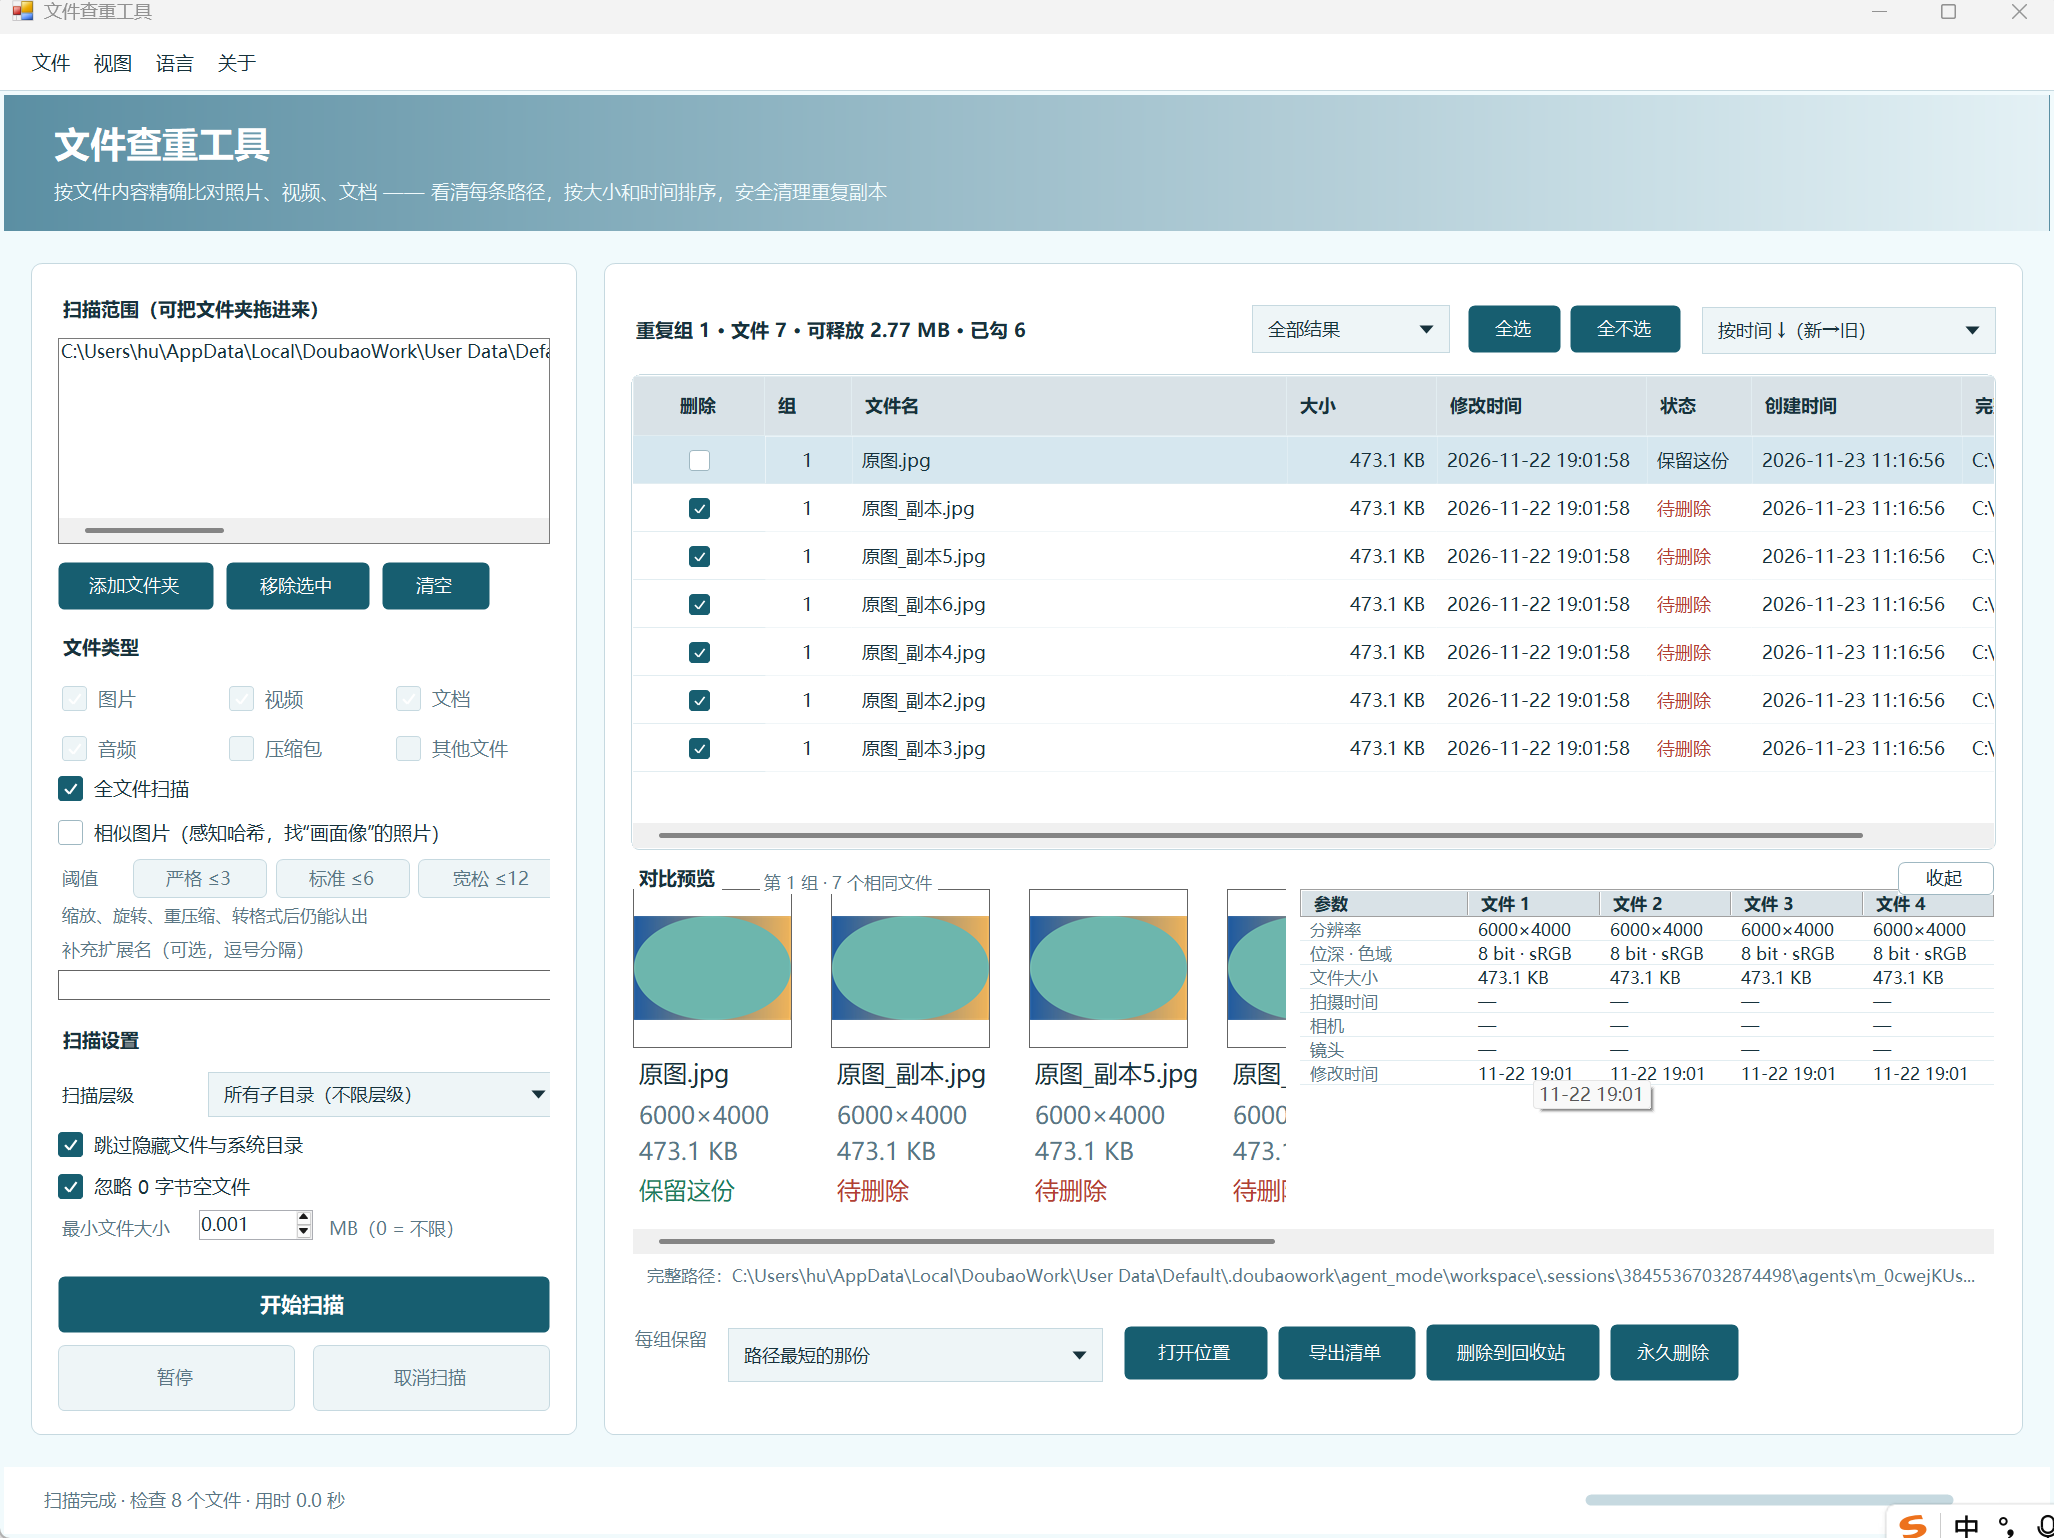 文件查重工具
文件 视图 语言 关于
文件查重工具
按文件内容精确比对照片、视频、文档 —— 看清每条路径，按大小和时间排序，安全清理重复副本
扫描范围（可把文件夹拖进来）
C:\Users\hu\AppData\Local\DoubaoWork\User Data\Defa
添加文件夹 移除选中 清空
文件类型
图片 视频 文档
音频 压缩包 其他文件
全文件扫描
相似图片（感知哈希，找“画面像”的照片）
阈值 严格 ≤3 标准 ≤6 宽松 ≤12
缩放、旋转、重压缩、转格式后仍能认出
补充扩展名（可选，逗号分隔）
扫描设置
扫描层级 所有子目录（不限层级）
跳过隐藏文件与系统目录
忽略 0 字节空文件
最小文件大小 0.001 MB（0 = 不限）
开始扫描
暂停 取消扫描
重复组 1 · 文件 7 · 可释放 2.77 MB · 已勾 6
全部结果 全选 全不选 按时间↓（新→旧）
删除 组 文件名 大小 修改时间 状态 创建时间 完
1 原图.jpg 473.1 KB 2026-11-22 19:01:58 保留这份 2026-11-23 11:16:56 C:\
1 原图_副本.jpg 473.1 KB 2026-11-22 19:01:58 待删除 2026-11-23 11:16:56 C:\
1 原图_副本5.jpg 473.1 KB 2026-11-22 19:01:58 待删除 2026-11-23 11:16:56 C:\
1 原图_副本6.jpg 473.1 KB 2026-11-22 19:01:58 待删除 2026-11-23 11:16:56 C:\
1 原图_副本4.jpg 473.1 KB 2026-11-22 19:01:58 待删除 2026-11-23 11:16:56 C:\
1 原图_副本2.jpg 473.1 KB 2026-11-22 19:01:58 待删除 2026-11-23 11:16:56 C:\
1 原图_副本3.jpg 473.1 KB 2026-11-22 19:01:58 待删除 2026-11-23 11:16:56 C:\
对比预览 第 1 组 · 7 个相同文件 收起
原图.jpg 原图_副本.jpg 原图_副本5.jpg 原图_
6000×4000 6000×4000 6000×4000 6000
473.1 KB 473.1 KB 473.1 KB 473.1
保留这份 待删除 待删除 待删除
参数 文件 1 文件 2 文件 3 文件 4
分辨率 6000×4000 6000×4000 6000×4000 6000×4000
位深 · 色域 8 bit · sRGB 8 bit · sRGB 8 bit · sRGB 8 bit · sRGB
文件大小 473.1 KB 473.1 KB 473.1 KB 473.1 KB
拍摄时间 — — — —
相机 — — — —
镜头 — — — —
修改时间 11-22 19:01 11-22 19:01 11-22 19:01 11-22 19:01
11-22 19:01
完整路径：C:\Users\hu\AppData\Local\DoubaoWork\User Data\Default\.doubaowork\agent_mode\workspace\.sessions\38455367032874498\agents\m_0cwejKUs...
每组保留 路径最短的那份 打开位置 导出清单 删除到回收站 永久删除
扫描完成 · 检查 8 个文件 · 用时 0.0 秒
中